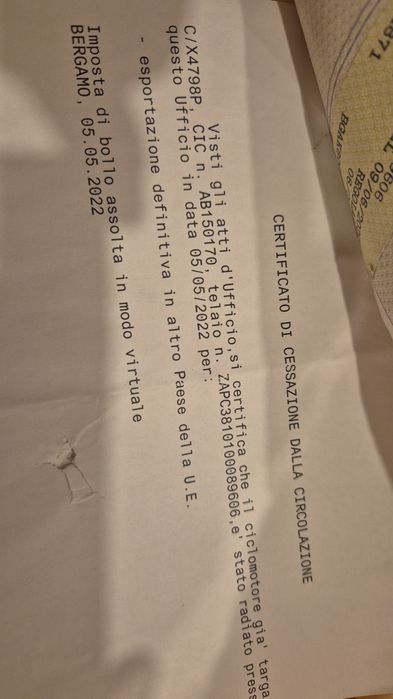 CERTIFICATO DI CESSAZIONE DALLA CIRCOLAZIONE
Visti gli atti d'Ufficio,si certifica che il ciclomotore gia' targa
C/X4798P, CIC n. AB150170, telaio n. ZAPC3810100089606,e' stato radiato press
questo Ufficio in data 05/05/2022 per:
- esportazione definitiva in altro Paese della U.E.
Imposta di bollo assolta in modo virtuale
BERGAMO, 05.05.2022